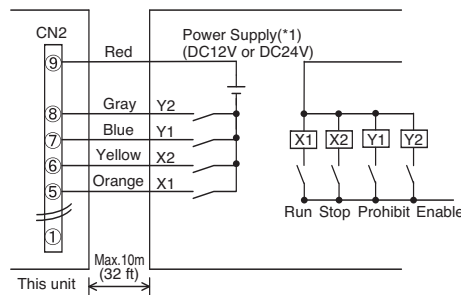 CN2
Power Supply(*1)
(DC12V or DC24V)
⑨ Red
⑧ Gray Y2
⑦ Blue Y1
⑥ Yellow X2
⑤ Orange X1
①
X1 X2 Y1 Y2
Run Stop Prohibit Enable
Max.10m
(32 ft)
This unit